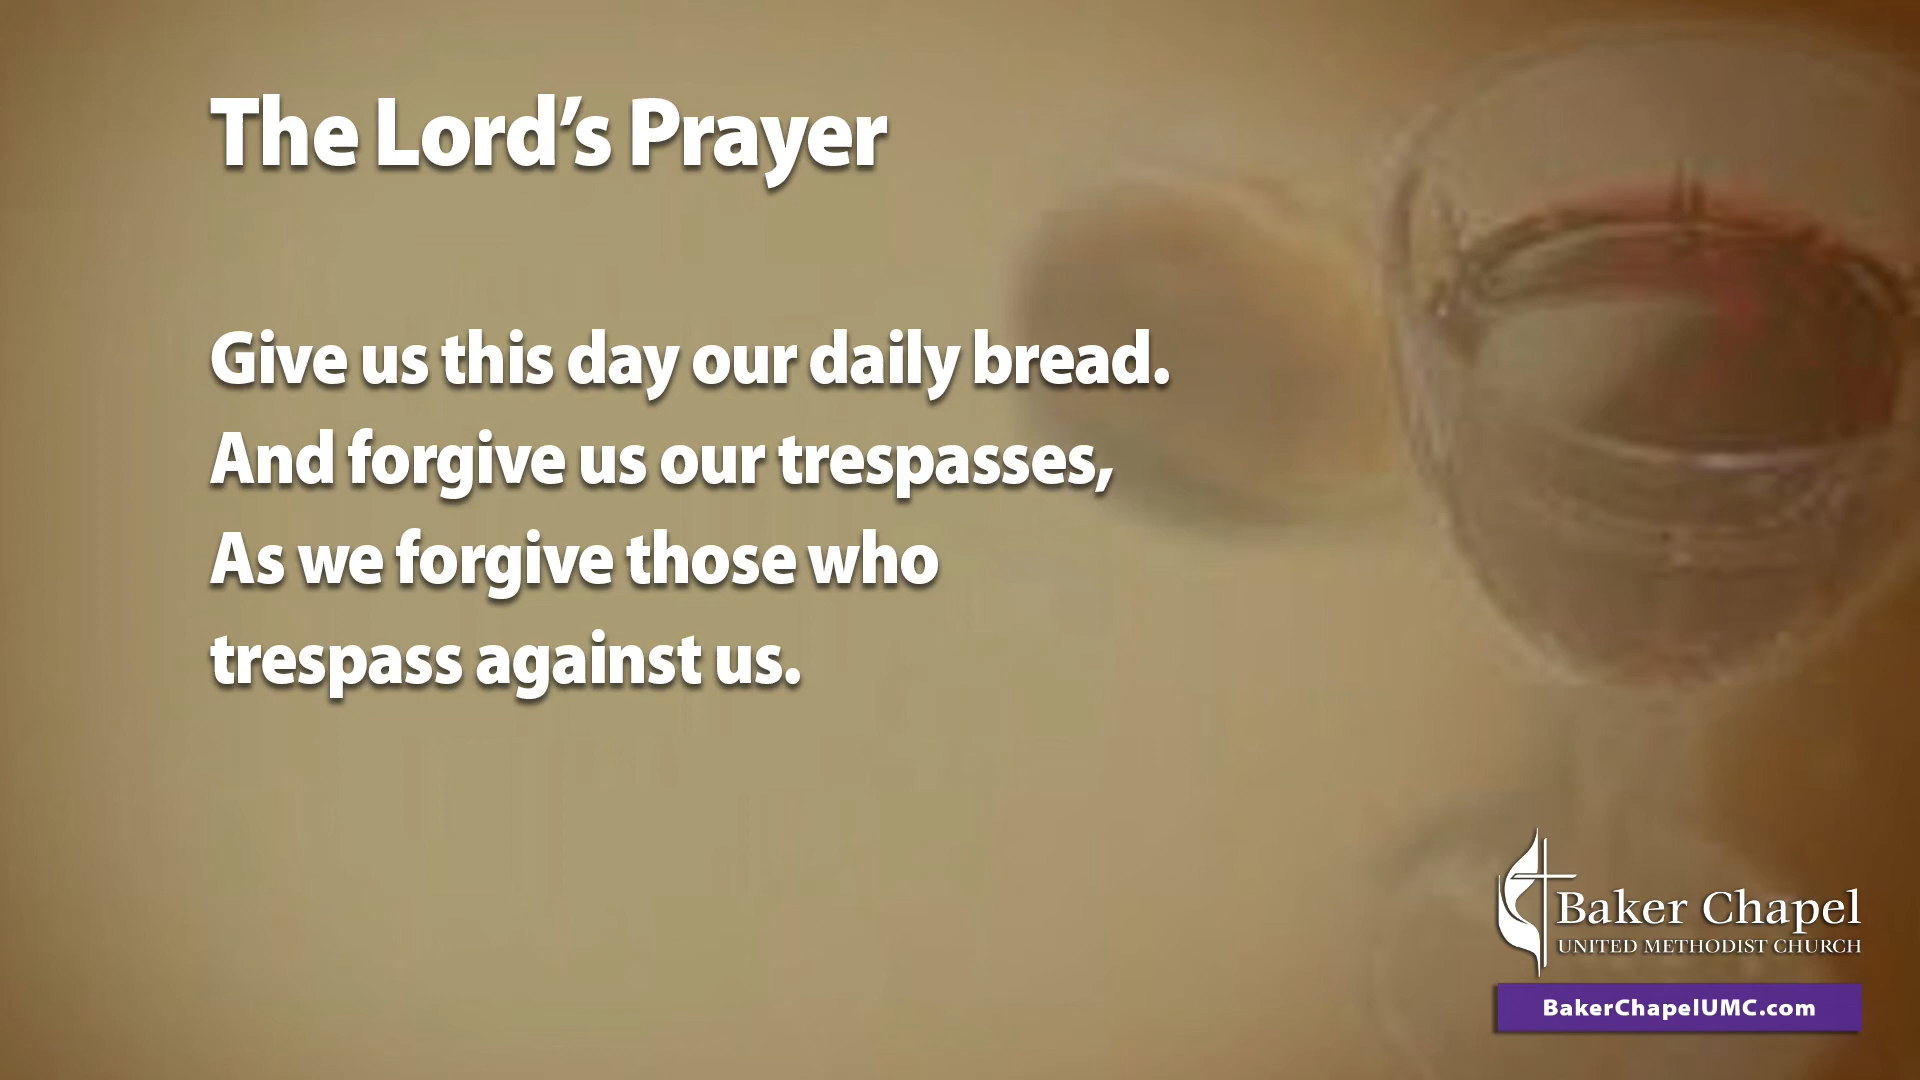 The Lord’s Prayer
Give us this day our daily bread.
And forgive us our trespasses,
As we forgive those who
trespass against us.
Baker Chapel
UNITED METHODIST CHURCH
BakerChapelUMC.com